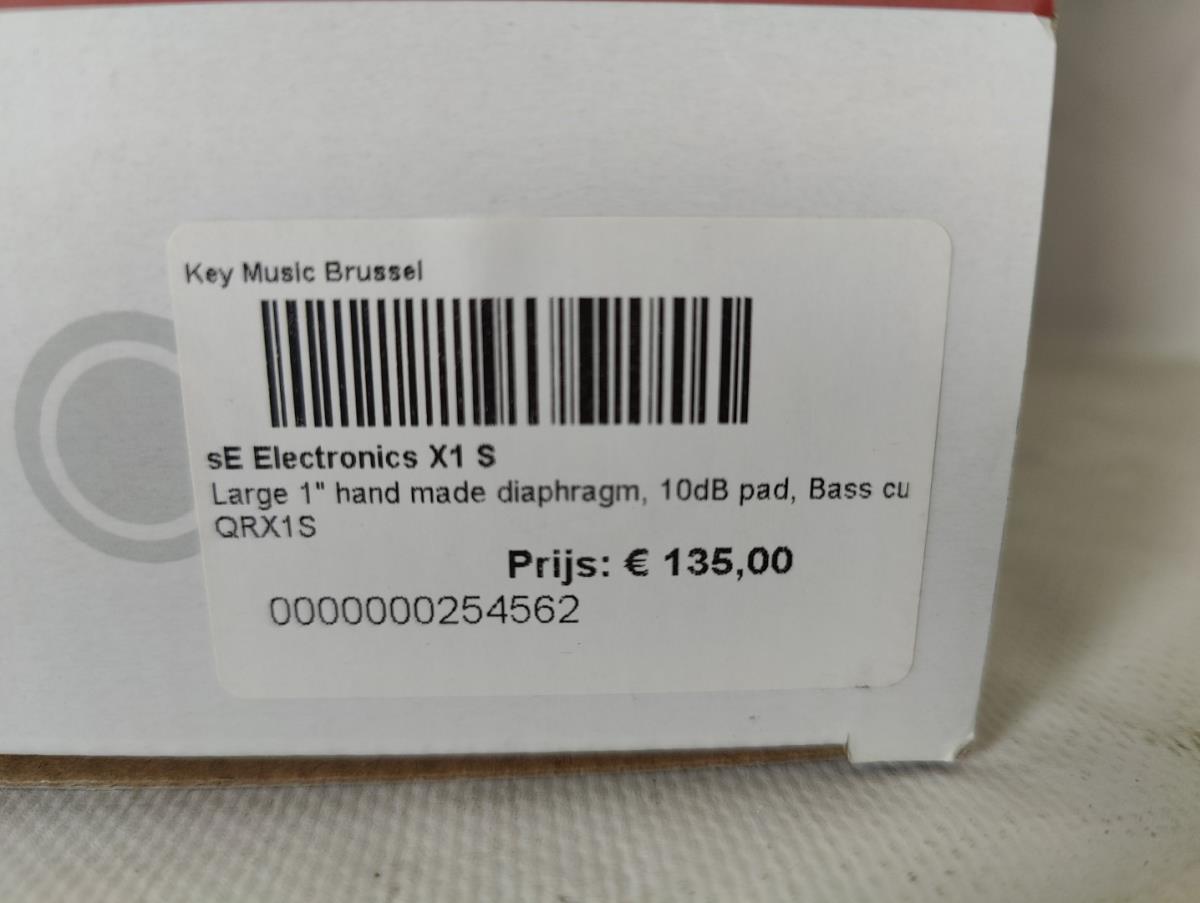 Key Music Brussel
sE Electronics X1 S
Large 1" hand made diaphragm, 10dB pad, Bass cu
QRX1S
Prijs: € 135,00
0000000254562